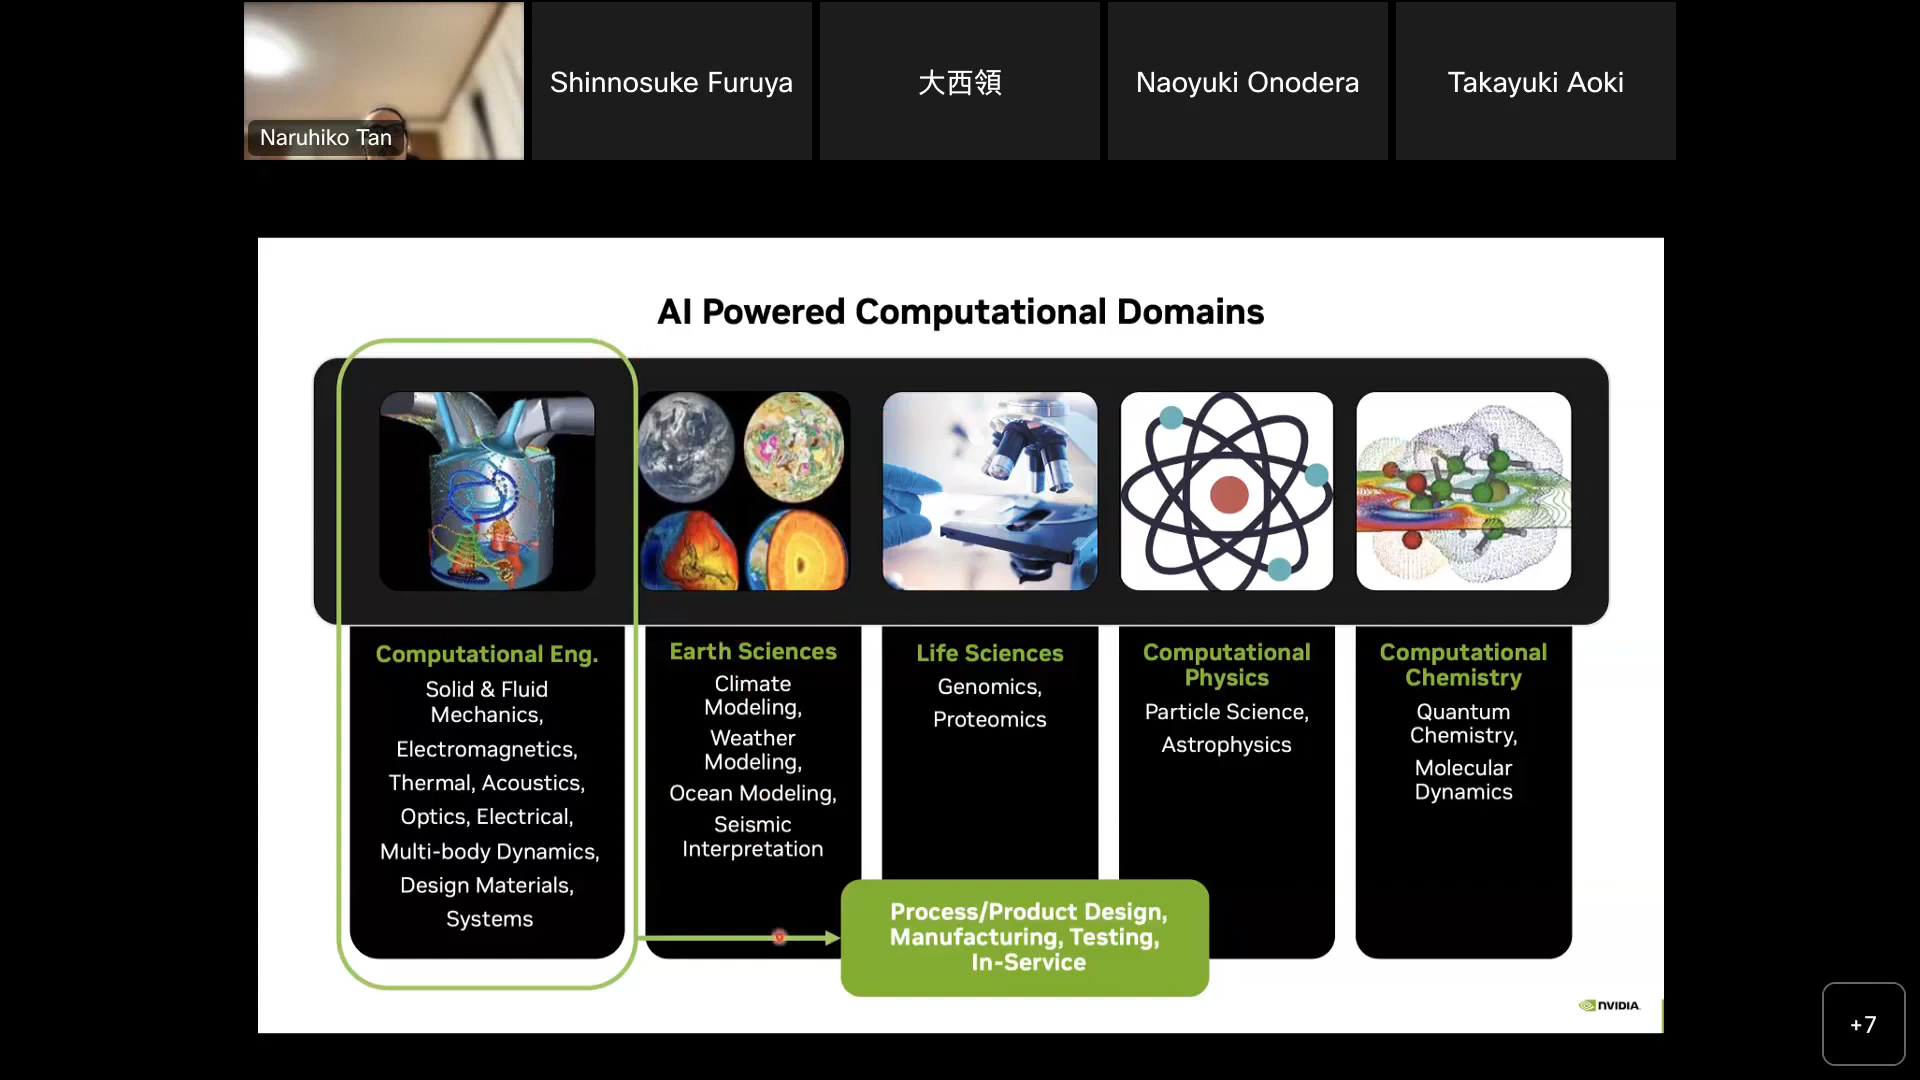 Naruhiko Tan
Shinnosuke Furuya
大西領
Naoyuki Onodera
Takayuki Aoki
AI Powered Computational Domains
Computational Eng.
Solid & Fluid
Mechanics,
Electromagnetics,
Thermal, Acoustics,
Optics, Electrical,
Multi-body Dynamics,
Design Materials,
Systems
Earth Sciences
Climate
Modeling,
Weather
Modeling,
Ocean Modeling,
Seismic
Interpretation
Life Sciences
Genomics,
Proteomics
Computational
Physics
Particle Science,
Astrophysics
Computational
Chemistry
Quantum
Chemistry,
Molecular
Dynamics
Process/Product Design,
Manufacturing, Testing,
In-Service
NVIDIA
+7